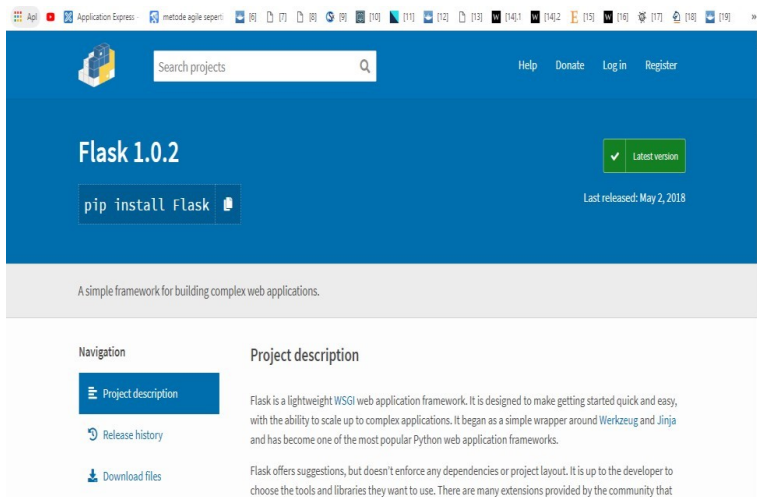 Apl Application Express - metode agile seperti [6] [7] [8] [9] [10] [11] [12] [13] [14].1 [14].2 [15] [16] [17] [18] [19] »
Search projects Help Donate Log in Register
Flask 1.0.2
Latest version
pip install Flask
Last released: May 2, 2018
A simple framework for building complex web applications.
Navigation
Project description
Release history
Download files
Project description
Flask is a lightweight WSGI web application framework. It is designed to make getting started quick and easy,
with the ability to scale up to complex applications. It began as a simple wrapper around Werkzeug and Jinja
and has become one of the most popular Python web application frameworks.
Flask offers suggestions, but doesn't enforce any dependencies or project layout. It is up to the developer to
choose the tools and libraries they want to use. There are many extensions provided by the community that